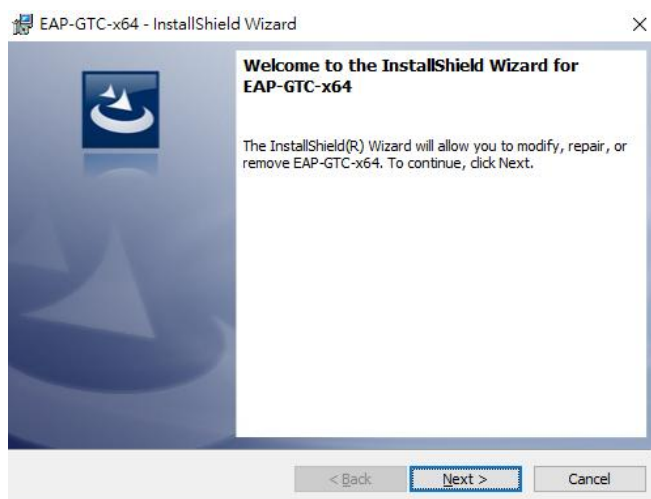 EAP-GTC-x64 - InstallShield Wizard
Welcome to the InstallShield Wizard for
EAP-GTC-x64
The InstallShield(R) Wizard will allow you to modify, repair, or
remove EAP-GTC-x64. To continue, click Next.
< Back Next > Cancel